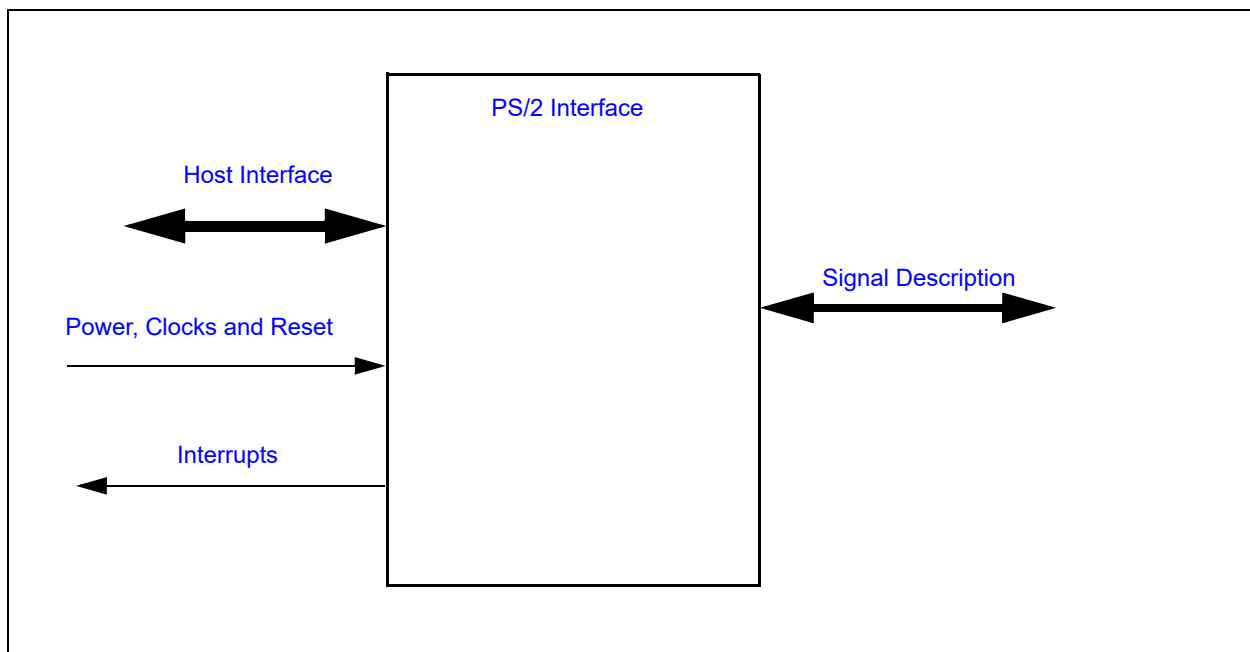 PS/2 Interface
Host Interface
Signal Description
Power, Clocks and Reset
Interrupts